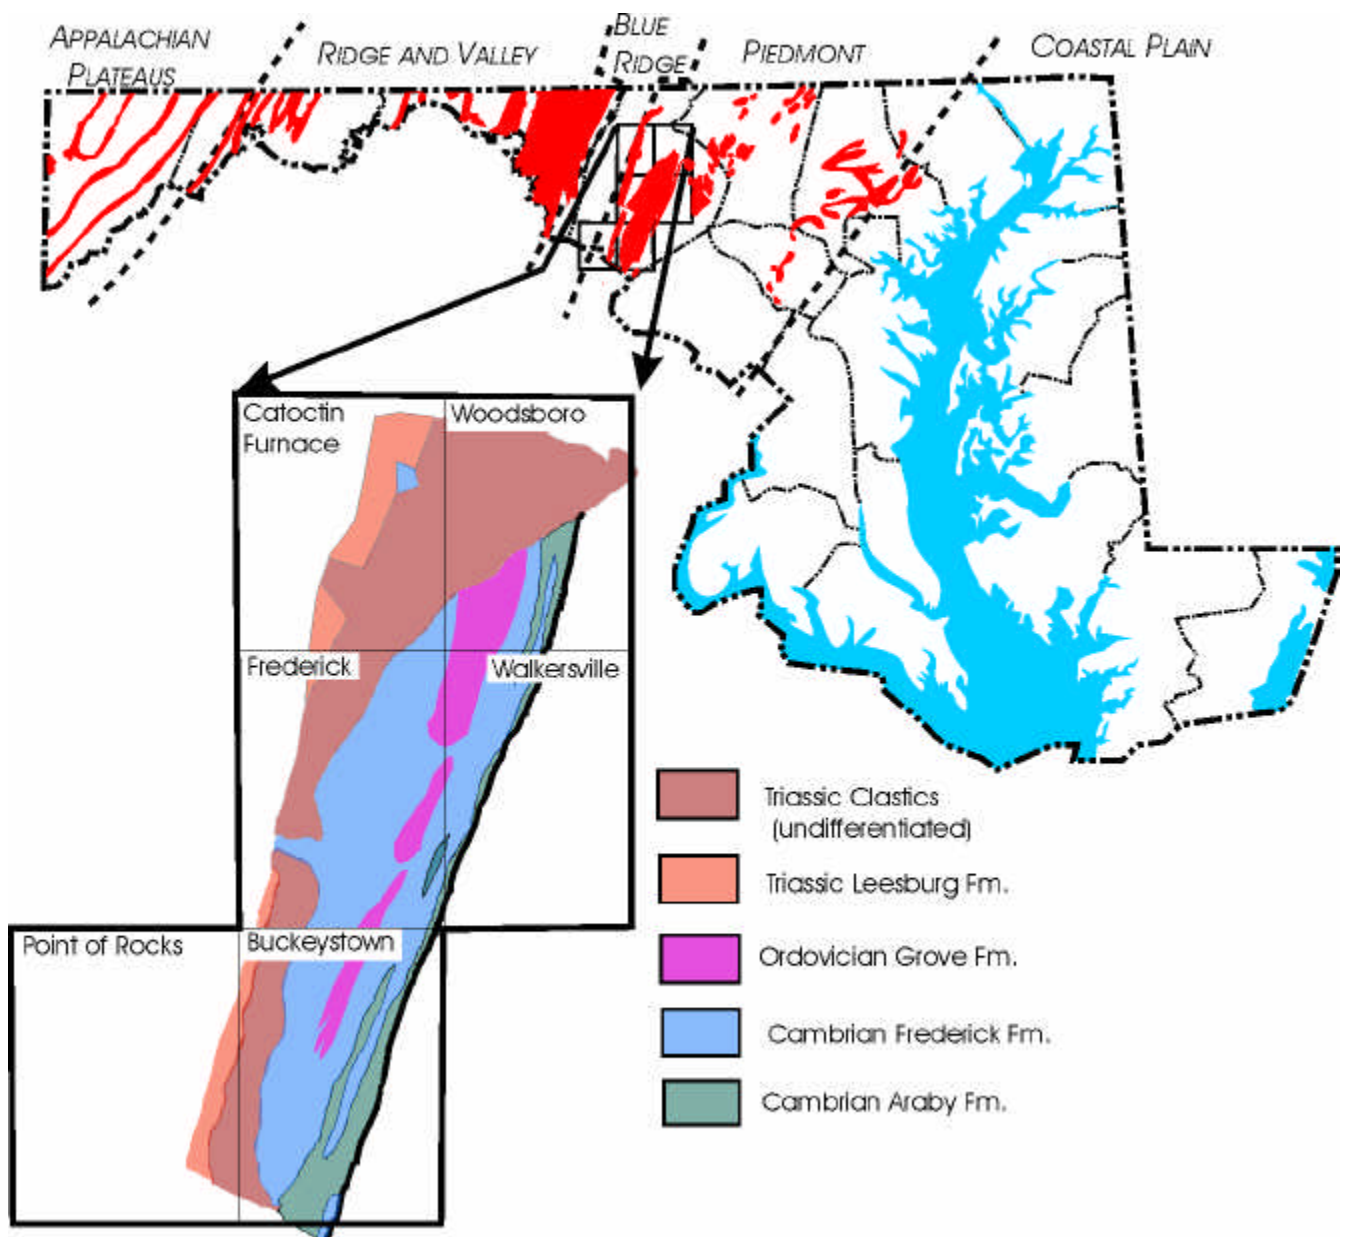 APPALACHIAN
PLATEAUS
RIDGE AND VALLEY
BLUE
RIDGE
PIEDMONT
COASTAL PLAIN
Catoctin
Furnace
Woodsboro
Frederick
Walkersville
Point of Rocks
Buckeystown
Triassic Clastics
(undifferentiated)
Triassic Leesburg Fm.
Ordovician Grove Fm.
Cambrian Frederick Fm.
Cambrian Araby Fm.